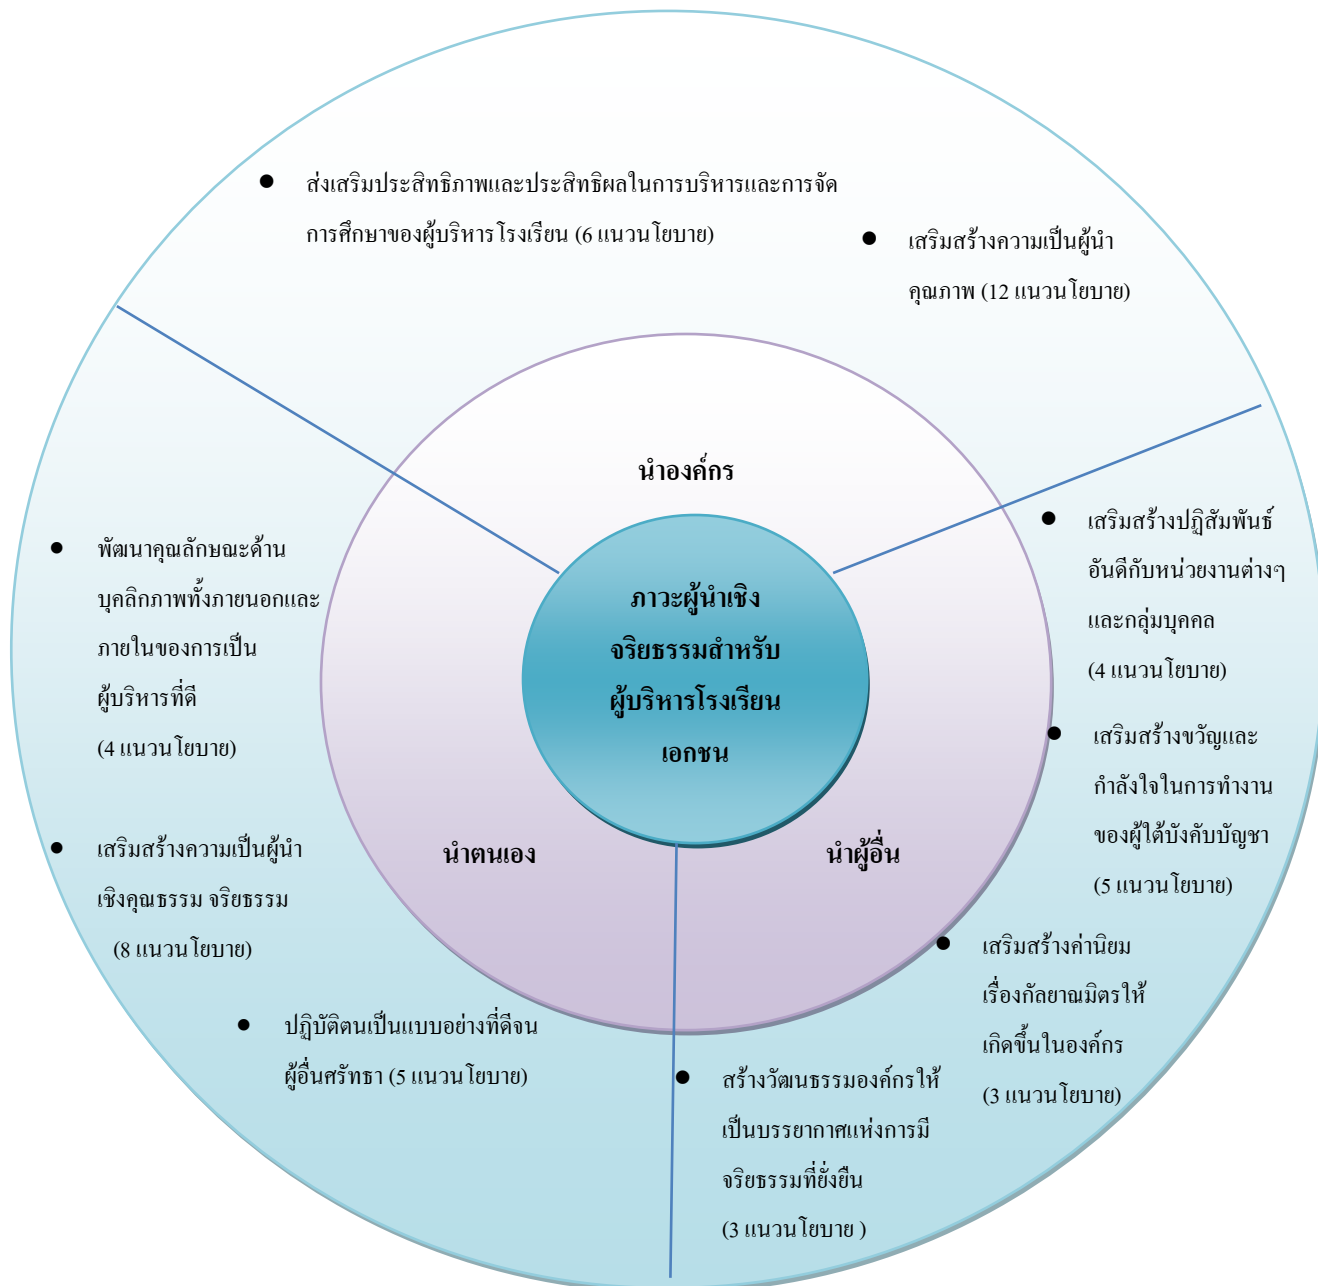 ส่งเสริมประสิทธิภาพและประสิทธิผลในการบริหารและการจัด
การศึกษาของผู้บริหารโรงเรียน (6 แนวนโยบาย)
เสริมสร้างความเป็นผู้นำ
คุณภาพ (12 แนวนโยบาย)
นำองค์กร
ภาวะผู้นำเชิง
จริยธรรมสำหรับ
ผู้บริหารโรงเรียน
เอกชน
นำตนเอง
นำผู้อื่น
พัฒนาคุณลักษณะด้าน
บุคลิกภาพทั้งภายนอกและ
ภายในของการเป็น
ผู้บริหารที่ดี
(4 แนวนโยบาย)
เสริมสร้างความเป็นผู้นำ
เชิงคุณธรรม จริยธรรม
(8 แนวนโยบาย)
ปฏิบัติตนเป็นแบบอย่างที่ดีจน
ผู้อื่นศรัทธา (5 แนวนโยบาย)
เสริมสร้างปฏิสัมพันธ์
อันดีกับหน่วยงานต่างๆ
และกลุ่มบุคคล
(4 แนวนโยบาย)
เสริมสร้างขวัญและ
กำลังใจในการทำงาน
ของผู้ใต้บังคับบัญชา
(5 แนวนโยบาย)
เสริมสร้างค่านิยม
เรื่องกัลยาณมิตรให้
เกิดขึ้นในองค์กร
(3 แนวนโยบาย)
สร้างวัฒนธรรมองค์กรให้
เป็นบรรยากาศแห่งการมี
จริยธรรมที่ยั่งยืน
(3 แนวนโยบาย )